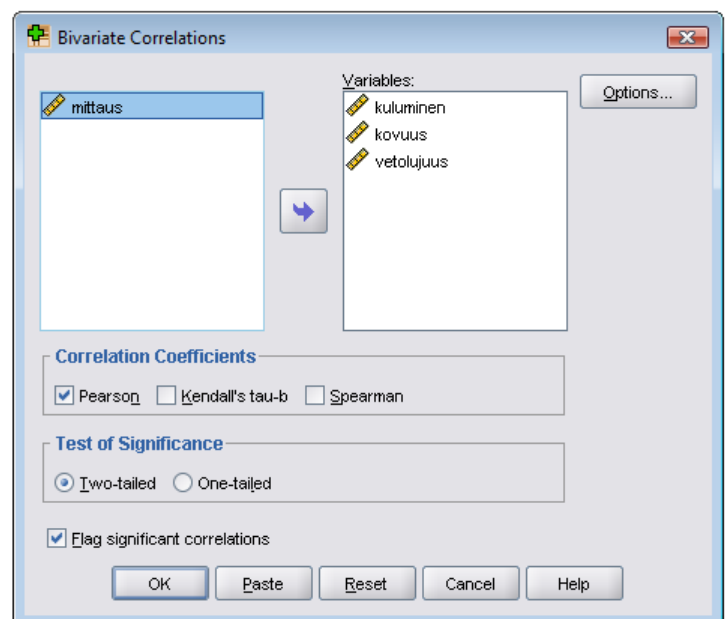 Bivariate Correlations
Variables:
mittaus
kuluminen
kovuus
vetolujuus
Options...
Correlation Coefficients
Pearson Kendall's tau-b Spearman
Test of Significance
Two-tailed One-tailed
Flag significant correlations
OK Paste Reset Cancel Help